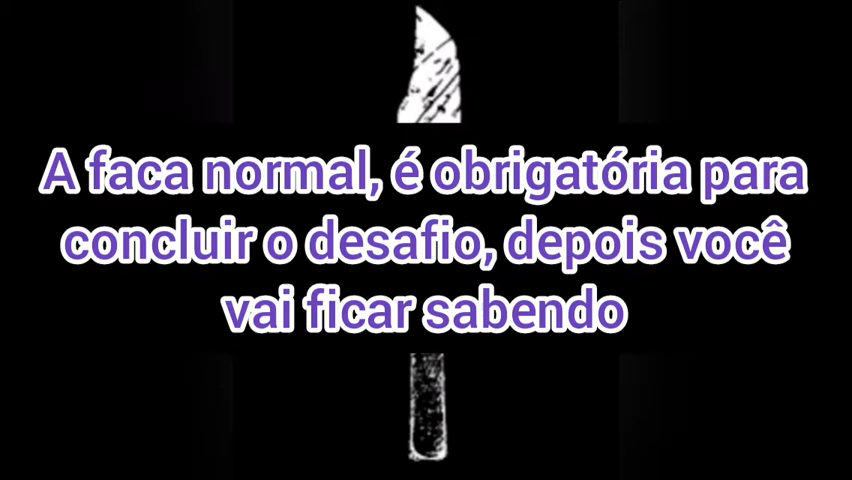 A faca normal, é obrigatória para
concluir o desafio, depois você
vai ficar sabendo